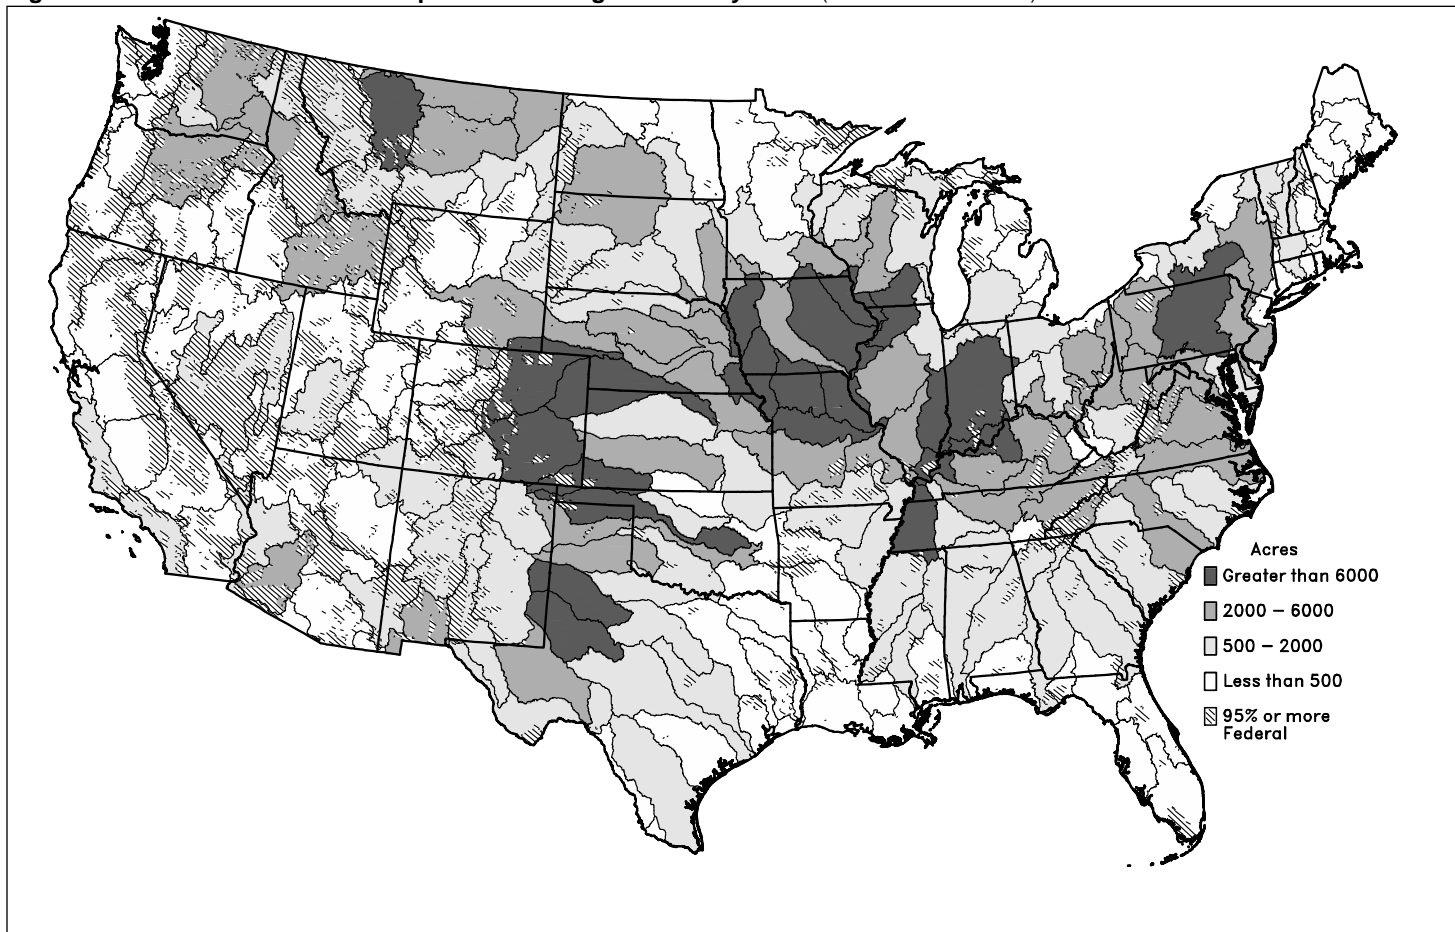 Acres
Greater than 6000
2000 – 6000
500 – 2000
Less than 500
95% or more
Federal